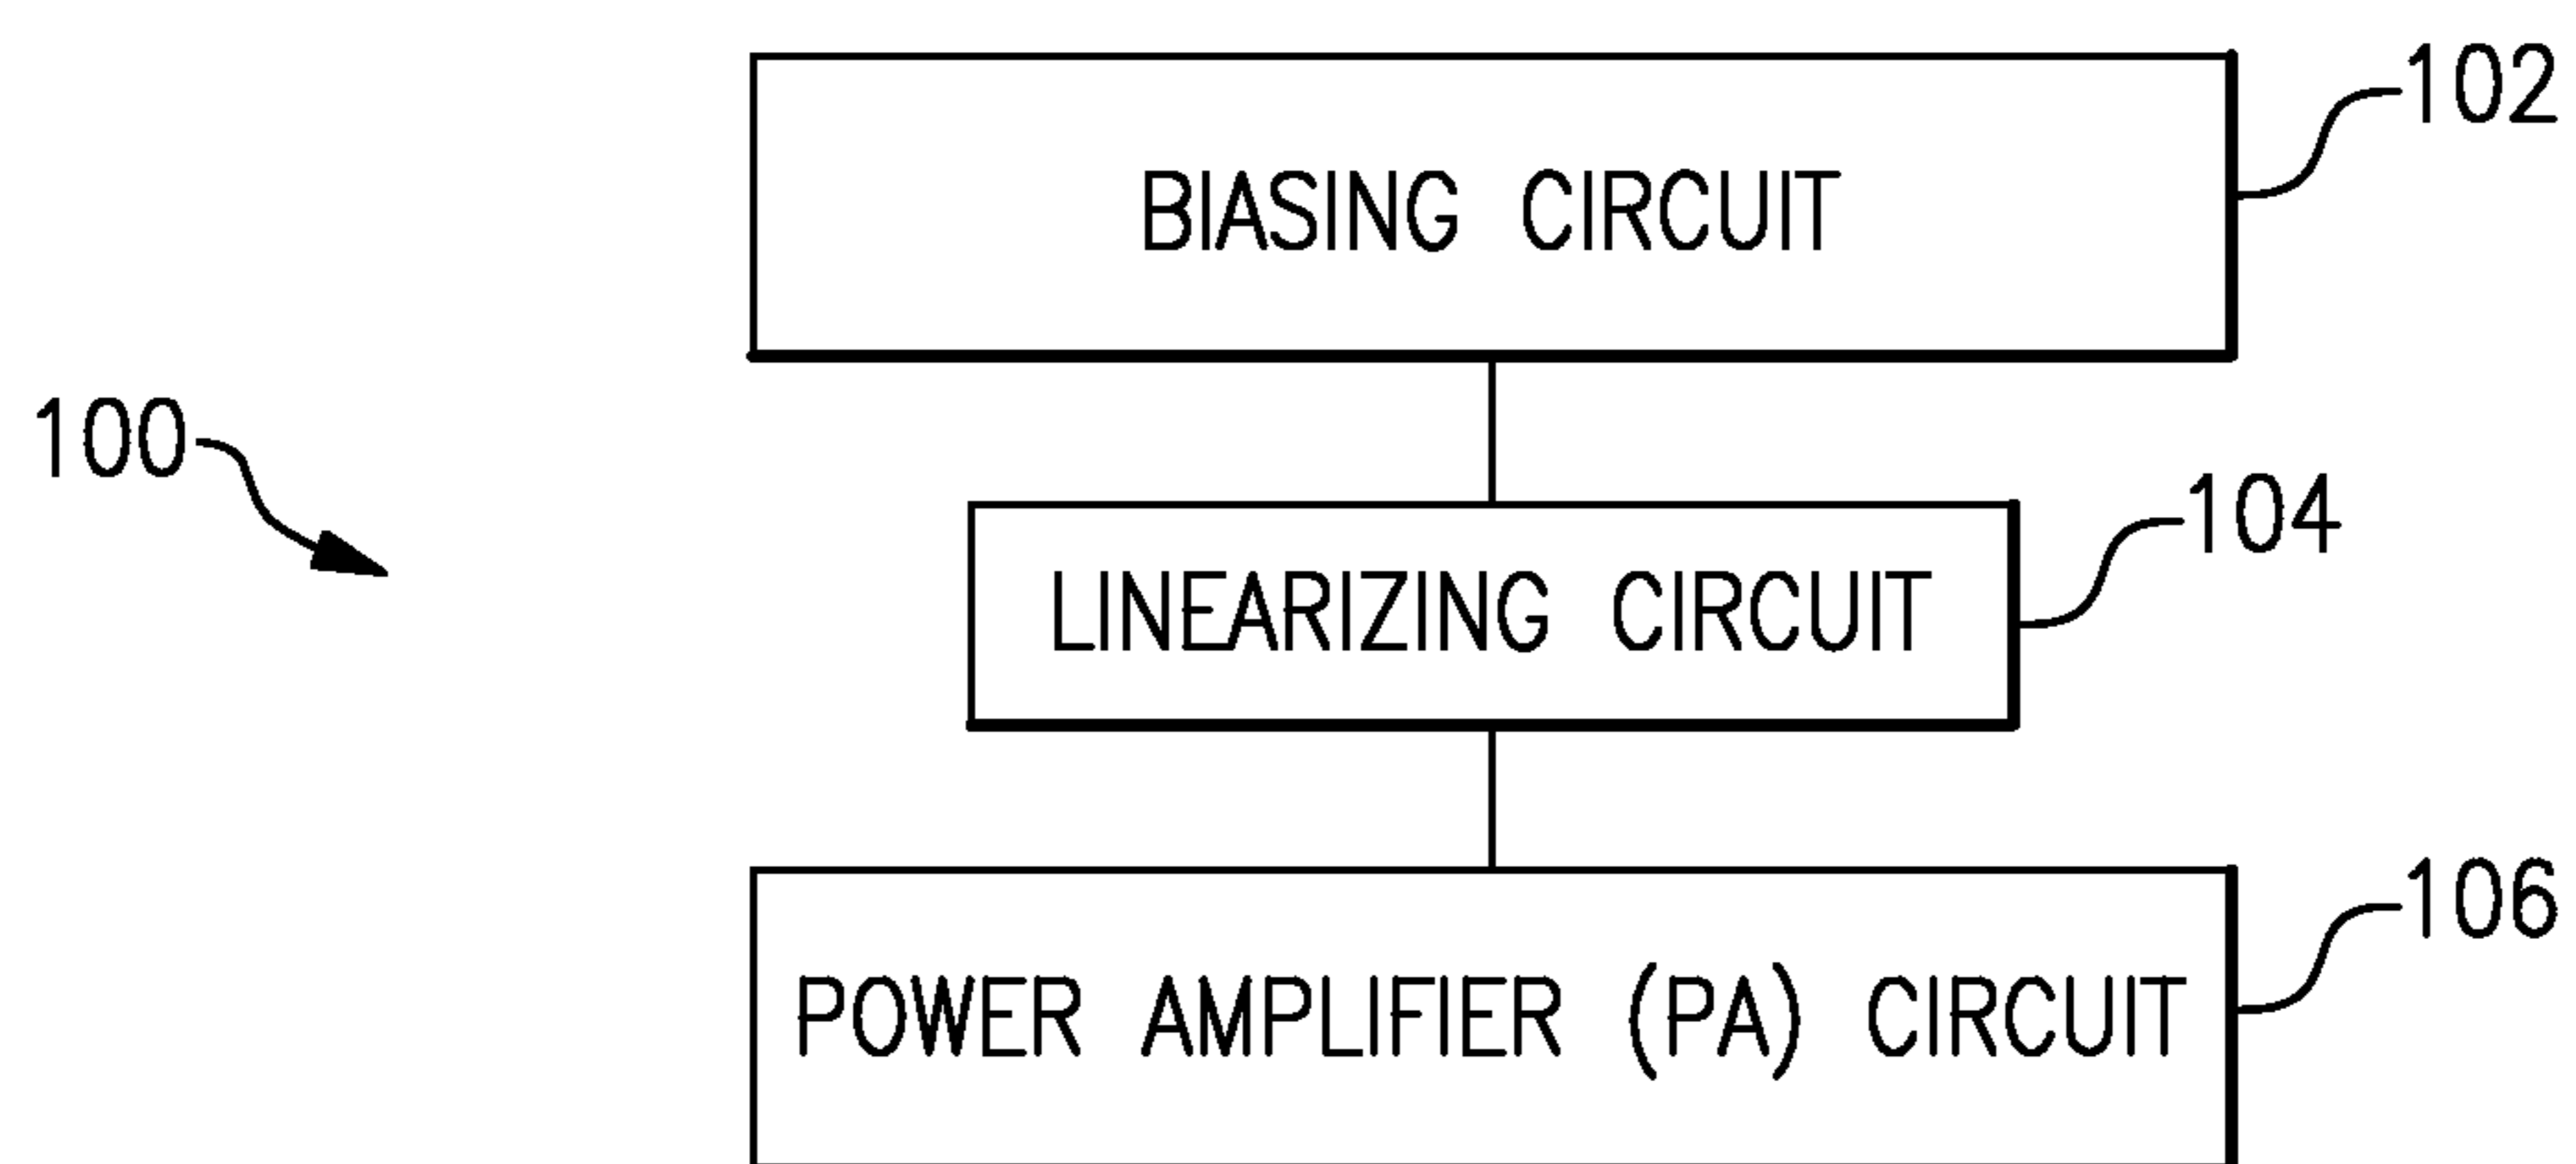 102
BIASING CIRCUIT
100
104
LINEARIZING CIRCUIT
106
POWER AMPLIFIER (PA) CIRCUIT